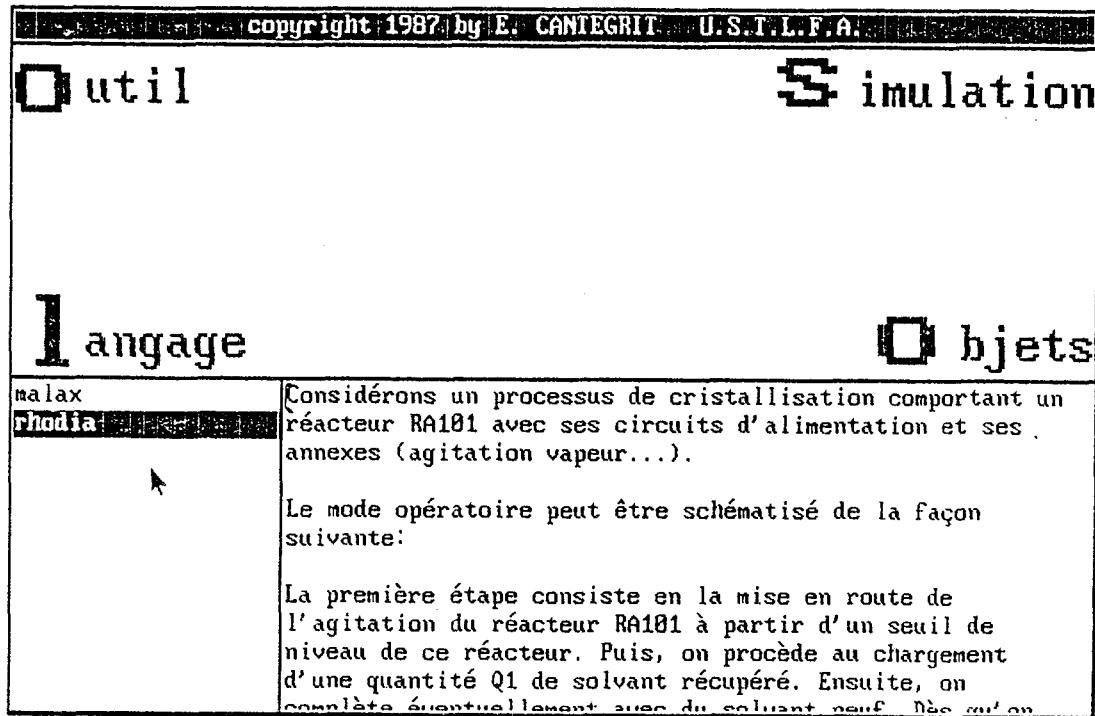 copyright 1987 by E. CANTEGRIT U.S.T.L.F.A.
Outil Simulation
langage Objets
malax
rhodia
Considérons un processus de cristallisation comportant un
réacteur RA101 avec ses circuits d'alimentation et ses
annexes (agitation vapeur...).
Le mode opératoire peut être schématisé de la façon
suivante:
La première étape consiste en la mise en route de
l'agitation du réacteur RA101 à partir d'un seuil de
niveau de ce réacteur. Puis, on procède au chargement
d'une quantité Q1 de solvant récupéré. Ensuite, on
complète éventuellement avec du solvant neuf. Dès qu'on